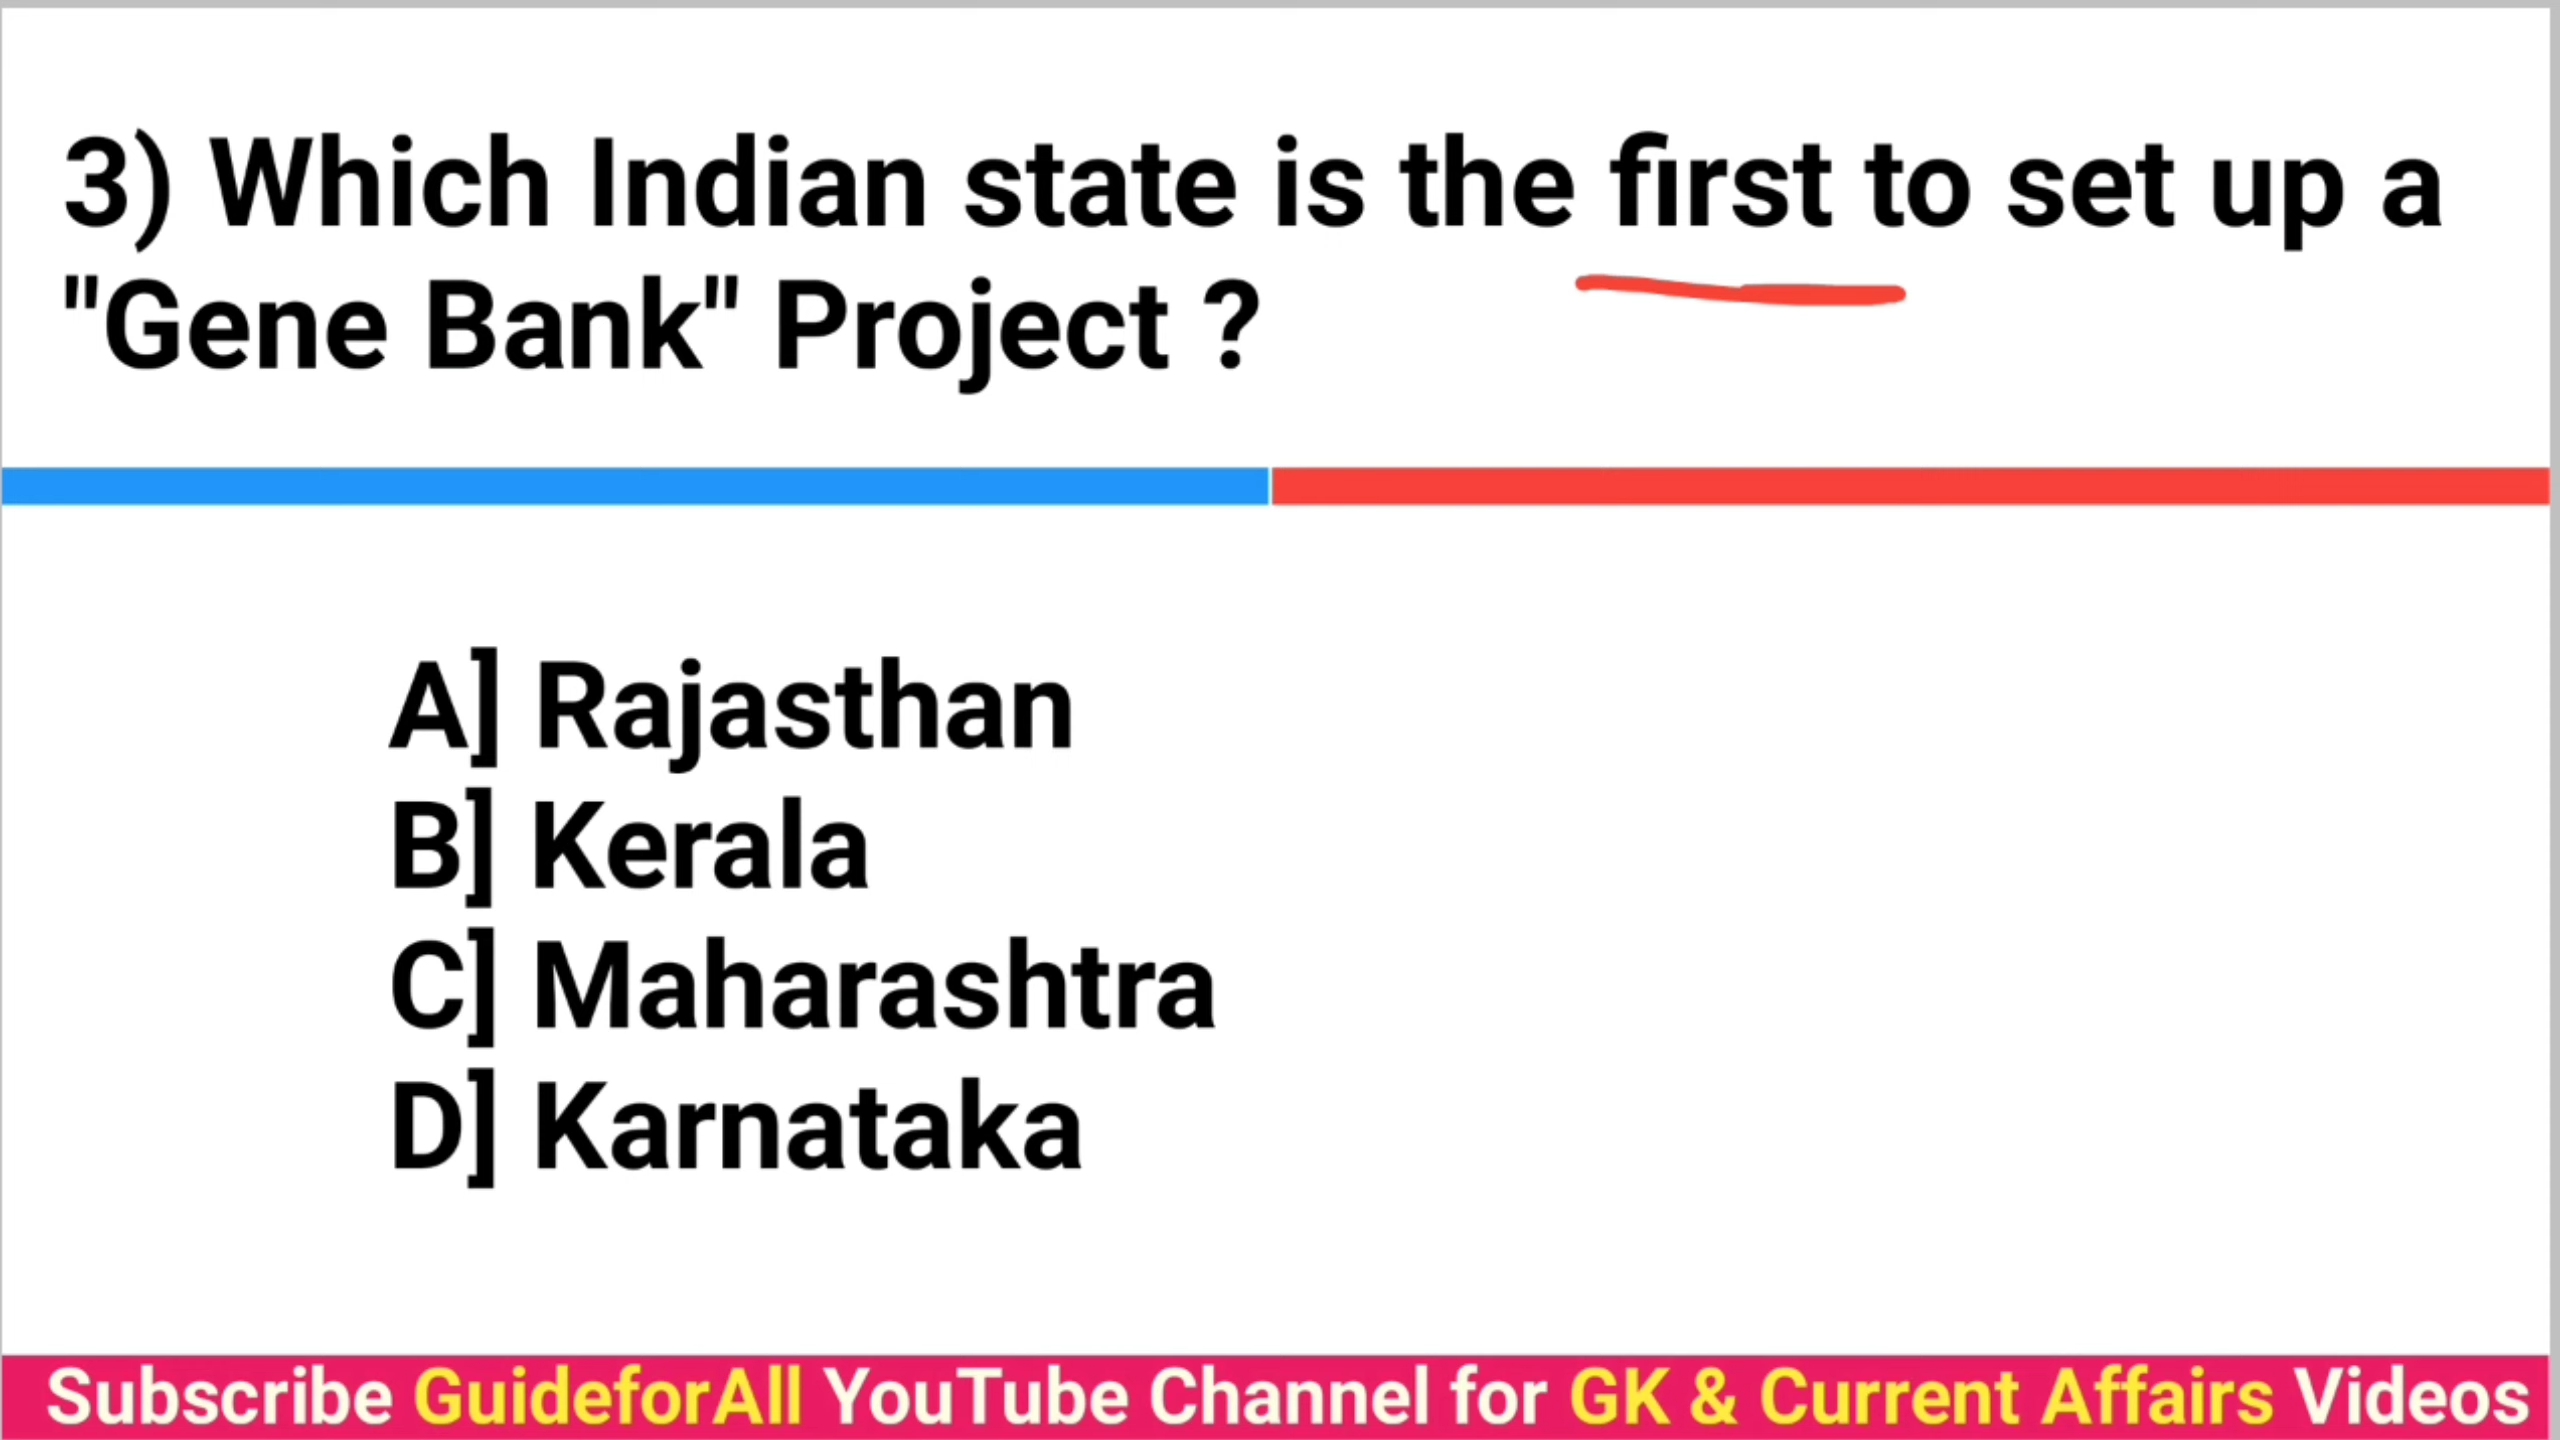 3) Which Indian state is the first to set up a
"Gene Bank" Project ?
A] Rajasthan
B] Kerala
C] Maharashtra
D] Karnataka
Subscribe GuideforAll YouTube Channel for GK & Current Affairs Videos